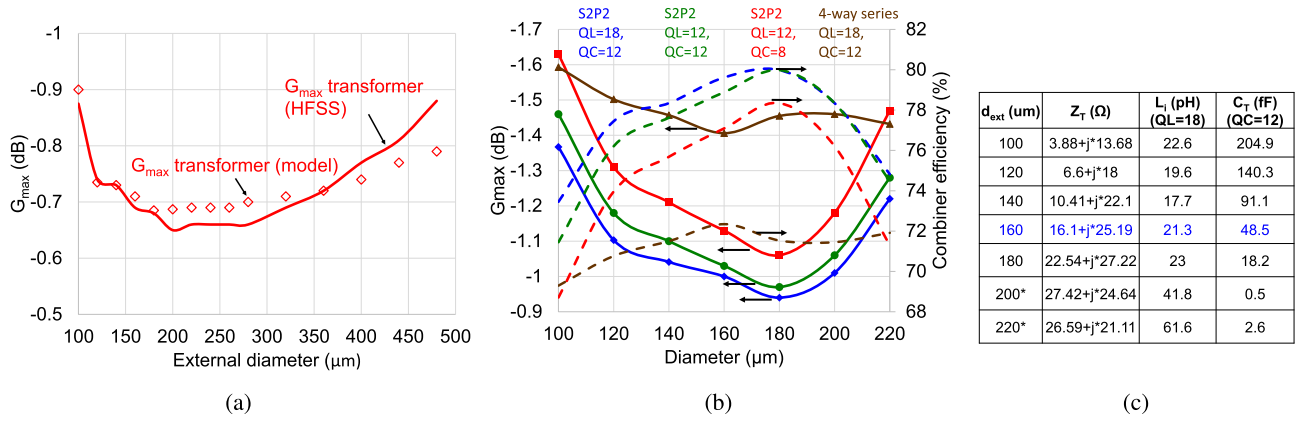 -1
-0.9
-0.8
-0.7
-0.6
-0.5
G_max (dB)
G_max transformer
(HFSS)
G_max transformer (model)
100 150 200 250 300 350 400 450 500
External diameter (μm)
(a)
S2P2
QL=18,
QC=12
S2P2
QL=12,
QC=12
S2P2
QL=12,
QC=8
4-way series
QL=18,
QC=12
-1.7
-1.6
-1.5
-1.4
-1.3
-1.2
-1.1
-1
-0.9
Gmax (dB)
82
80
78
76
74
72
70
68
Combiner efficiency (%)
100 120 140 160 180 200 220
Diameter (μm)
(b)
d_ext (um) Z_T (Ω) L_i (pH) (QL=18) C_T (fF) (QC=12)
100 3.88+j*13.68 22.6 204.9
120 6.6+j*18 19.6 140.3
140 10.41+j*22.1 17.7 91.1
160 16.1+j*25.19 21.3 48.5
180 22.54+j*27.22 23 18.2
200* 27.42+j*24.64 41.8 0.5
220* 26.59+j*21.11 61.6 2.6
(c)